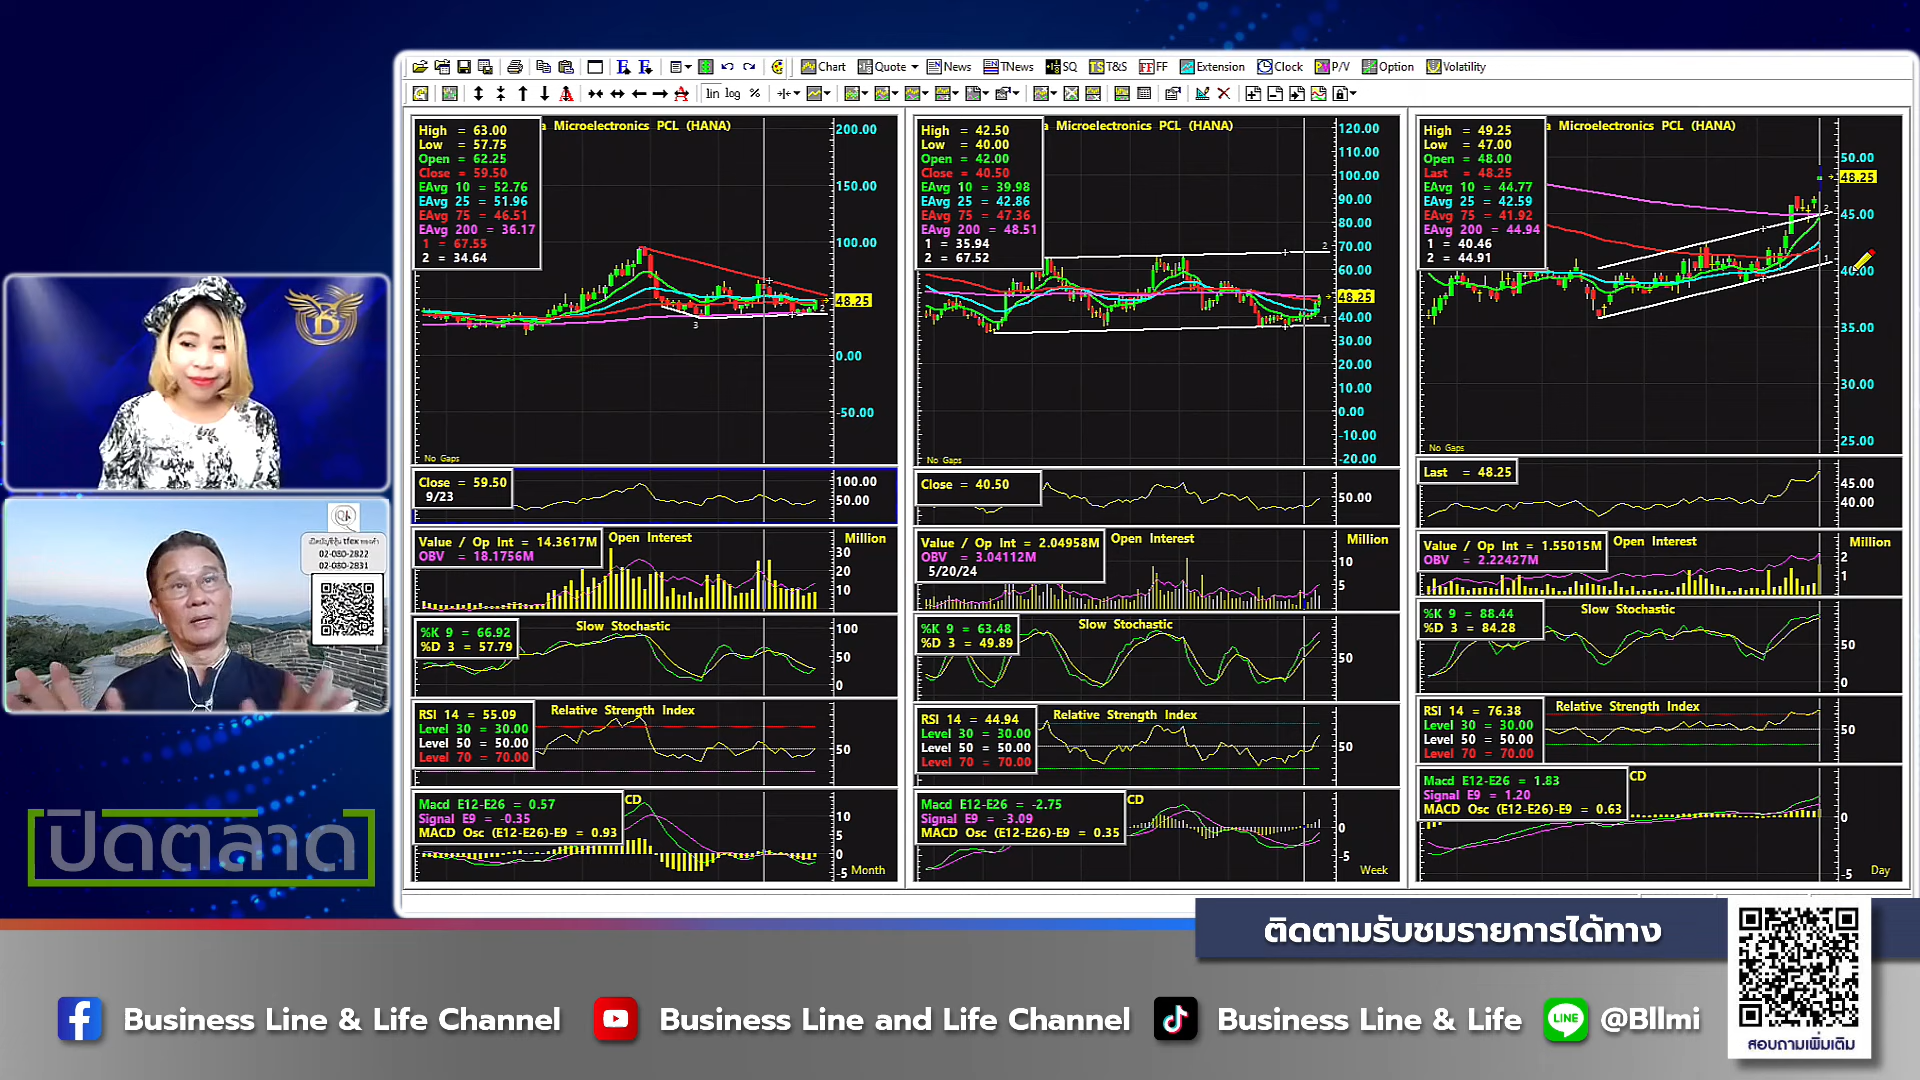 Chart Quote News TNews SQ T&S FF Extension Clock P/V Option Volatility
lin log %
High = 63.00
Low = 57.75
Open = 62.25
Close = 59.50
EAvg 10 = 52.76
EAvg 25 = 51.96
EAvg 75 = 46.51
EAvg 200 = 36.17
1 = 67.55
2 = 34.64
a Microelectronics PCL (HANA)
200.00
150.00
100.00
48.25
0.00
-50.00
2
3
No Gaps
Close = 59.50
9/23
100.00
50.00
Value / Op Int = 14.3617M
OBV = 18.1756M
Open Interest
Million
30
20
10
%K 9 = 66.92
%D 3 = 57.79
Slow Stochastic
100
50
0
RSI 14 = 55.09
Level 30 = 30.00
Level 50 = 50.00
Level 70 = 70.00
Relative Strength Index
50
Macd E12-E26 = 0.57
Signal E9 = -0.35
MACD Osc (E12-E26)-E9 = 0.93
CD
10
5
0
-5
Month
High = 42.50
Low = 40.00
Open = 42.00
Close = 40.50
EAvg 10 = 39.98
EAvg 25 = 42.86
EAvg 75 = 47.36
EAvg 200 = 48.51
1 = 35.94
2 = 67.52
a Microelectronics PCL (HANA)
120.00
110.00
100.00
90.00
80.00
70.00
60.00
48.25
40.00
30.00
20.00
10.00
0.00
-10.00
-20.00
2
1
No Gaps
Close = 40.50
50.00
Value / Op Int = 2.04958M
OBV = 3.04112M
5/20/24
Open Interest
Million
10
5
%K 9 = 63.48
%D 3 = 49.89
Slow Stochastic
50
RSI 14 = 44.94
Level 30 = 30.00
Level 50 = 50.00
Level 70 = 70.00
Relative Strength Index
50
Macd E12-E26 = -2.75
Signal E9 = -3.09
MACD Osc (E12-E26)-E9 = 0.35
CD
0
-5
Week
High = 49.25
Low = 47.00
Open = 48.00
Last = 48.25
EAvg 10 = 44.77
EAvg 25 = 42.59
EAvg 75 = 41.92
EAvg 200 = 44.94
1 = 40.46
2 = 44.91
a Microelectronics PCL (HANA)
50.00
48.25
45.00
40.00
35.00
30.00
25.00
2
1
No Gaps
Last = 48.25
45.00
40.00
Value / Op Int = 1.55015M
OBV = 2.22427M
Open Interest
Million
2
1
%K 9 = 88.44
%D 3 = 84.28
Slow Stochastic
50
0
RSI 14 = 76.38
Level 30 = 30.00
Level 50 = 50.00
Level 70 = 70.00
Relative Strength Index
50
Macd E12-E26 = 1.83
Signal E9 = 1.20
MACD Osc (E12-E26)-E9 = 0.63
CD
0
-5
Day
B
เปิดบัญชีหุ้น tfex ทองคำ
02-080-2822
02-080-2831
ปิดตลาด
ติดตามรับชมรายการได้ทาง
Business Line & Life Channel
Business Line and Life Channel
Business Line & Life
LINE
@Bllmi
สอบถามเพิ่มเติม